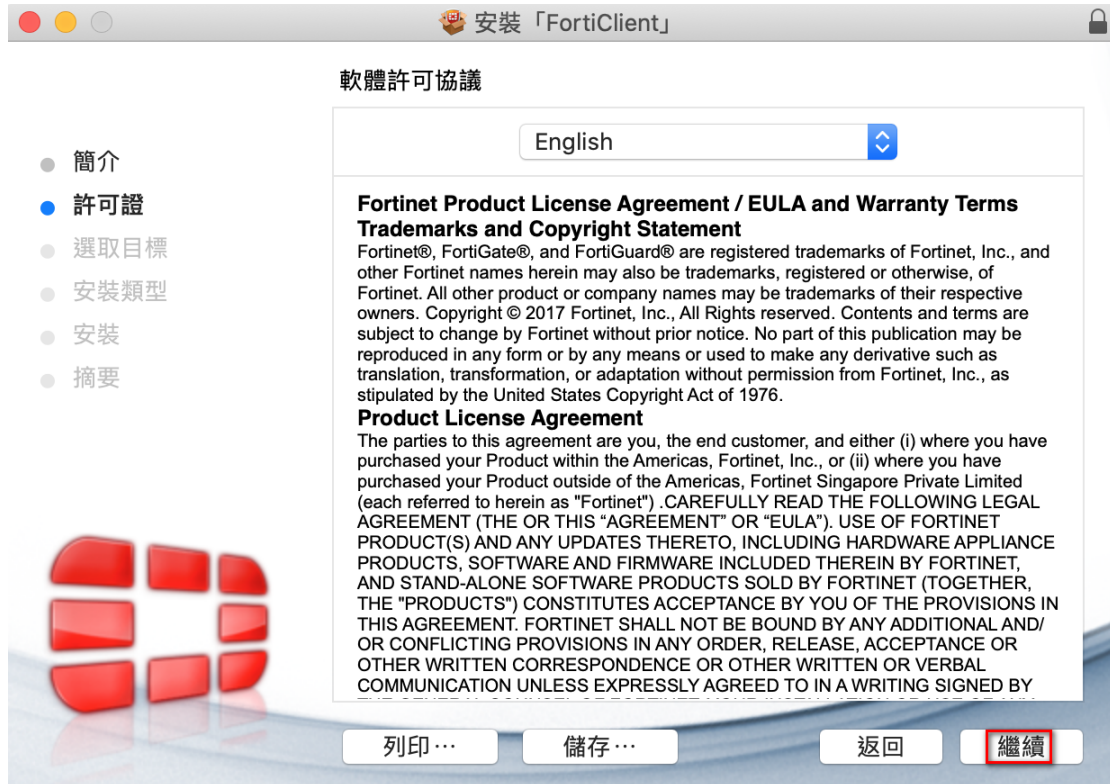 安裝「FortiClient」
軟體許可協議
簡介
許可證
選取目標
安裝類型
安裝
摘要
English
Fortinet Product License Agreement / EULA and Warranty Terms
Trademarks and Copyright Statement
Fortinet®, FortiGate®, and FortiGuard® are registered trademarks of Fortinet, Inc., and
other Fortinet names herein may also be trademarks, registered or otherwise, of
Fortinet. All other product or company names may be trademarks of their respective
owners. Copyright © 2017 Fortinet, Inc., All Rights reserved. Contents and terms are
subject to change by Fortinet without prior notice. No part of this publication may be
reproduced in any form or by any means or used to make any derivative such as
translation, transformation, or adaptation without permission from Fortinet, Inc., as
stipulated by the United States Copyright Act of 1976.
Product License Agreement
The parties to this agreement are you, the end customer, and either (i) where you have
purchased your Product within the Americas, Fortinet, Inc., or (ii) where you have
purchased your Product outside of the Americas, Fortinet Singapore Private Limited
(each referred to herein as "Fortinet") .CAREFULLY READ THE FOLLOWING LEGAL
AGREEMENT (THE OR THIS “AGREEMENT” OR “EULA”). USE OF FORTINET
PRODUCT(S) AND ANY UPDATES THERETO, INCLUDING HARDWARE APPLIANCE
PRODUCTS, SOFTWARE AND FIRMWARE INCLUDED THEREIN BY FORTINET,
AND STAND-ALONE SOFTWARE PRODUCTS SOLD BY FORTINET (TOGETHER,
THE "PRODUCTS") CONSTITUTES ACCEPTANCE BY YOU OF THE PROVISIONS IN
THIS AGREEMENT. FORTINET SHALL NOT BE BOUND BY ANY ADDITIONAL AND/
OR CONFLICTING PROVISIONS IN ANY ORDER, RELEASE, ACCEPTANCE OR
OTHER WRITTEN CORRESPONDENCE OR OTHER WRITTEN OR VERBAL
COMMUNICATION UNLESS EXPRESSLY AGREED TO IN A WRITING SIGNED BY
列印…
儲存…
返回
繼續